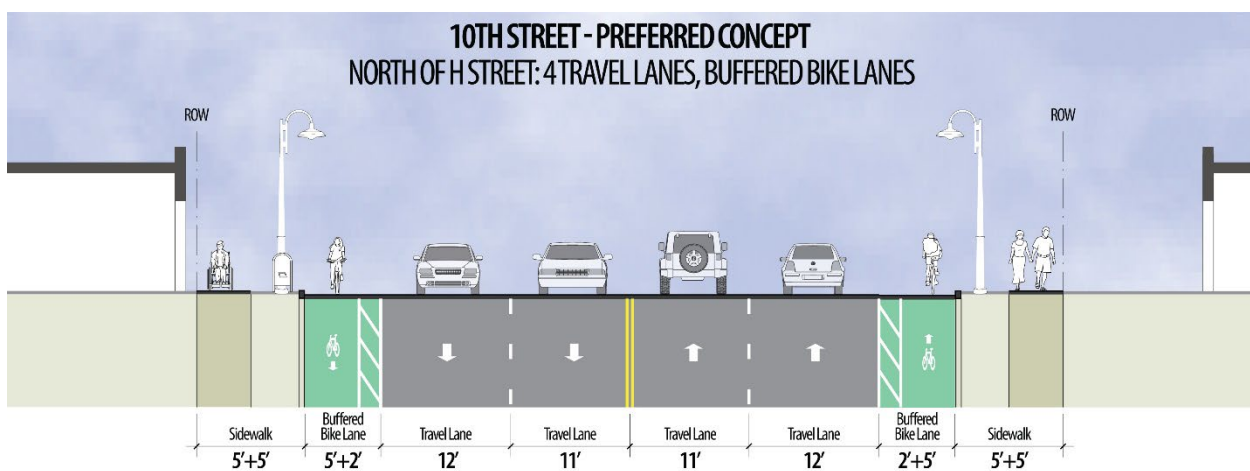 10TH STREET - PREFERRED CONCEPT
NORTH OF H STREET: 4 TRAVEL LANES, BUFFERED BIKE LANES
ROW
ROW
Sidewalk
Buffered
Bike Lane
Travel Lane
Travel Lane
Travel Lane
Travel Lane
Buffered
Bike Lane
Sidewalk
5'+5'
5'+2'
12'
11'
11'
12'
2'+5'
5'+5'